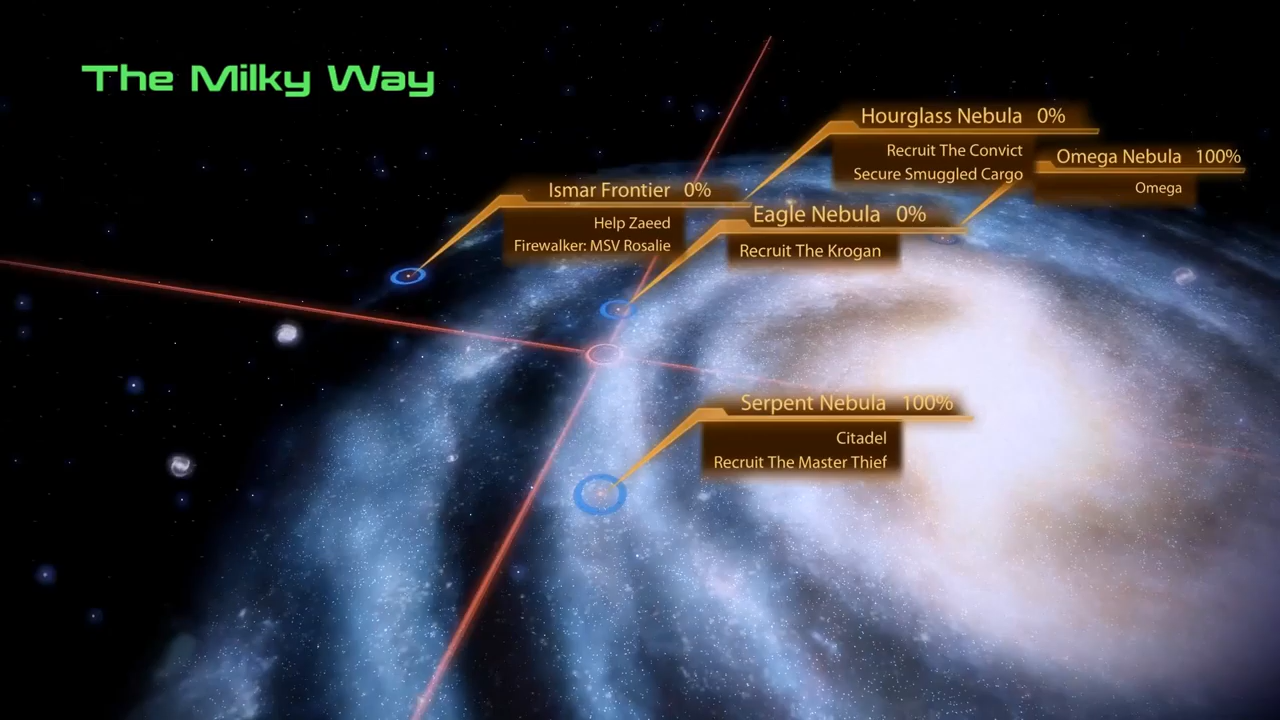 The Milky Way
Hourglass Nebula 0%
Recruit The Convict
Secure Smuggled Cargo
Omega Nebula 100%
Omega
Ismar Frontier 0%
Help Zaeed
Firewalker: MSV Rosalie
Eagle Nebula 0%
Recruit The Krogan
Serpent Nebula 100%
Citadel
Recruit The Master Thief